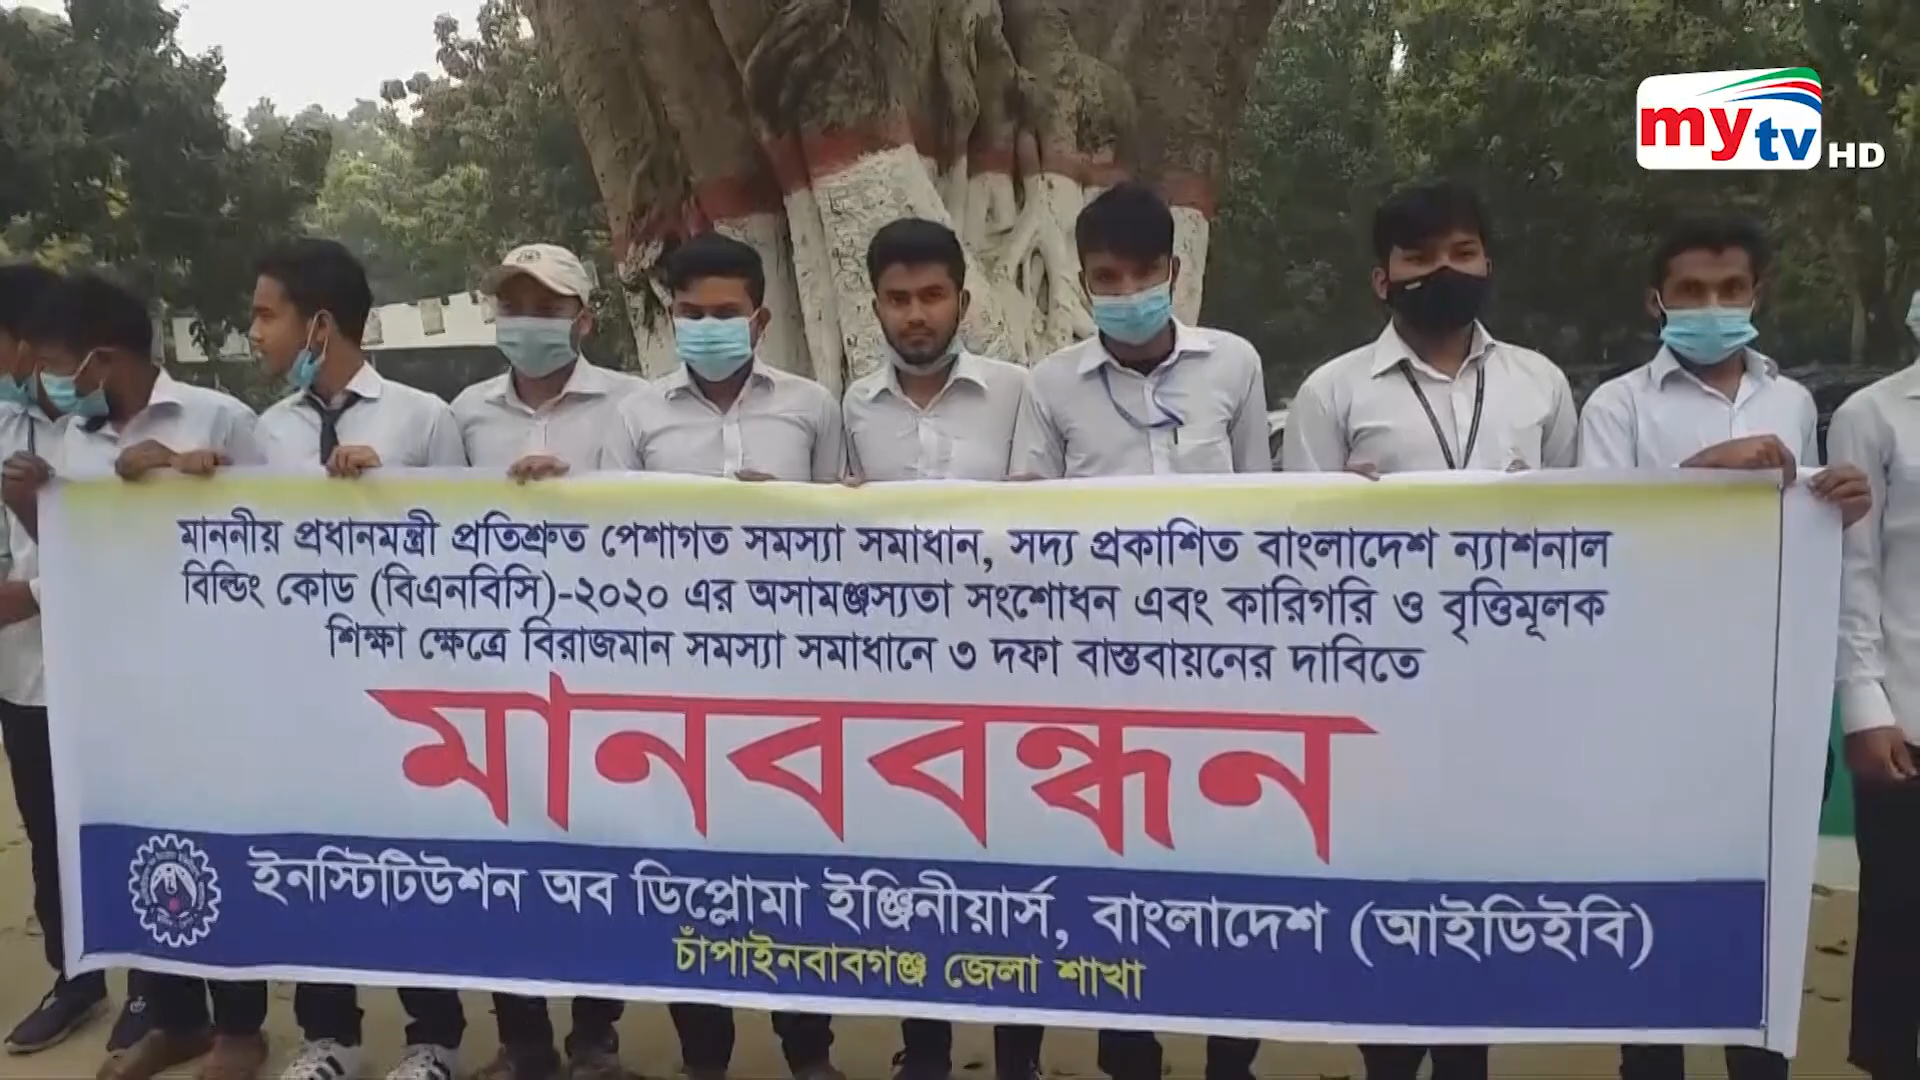 my tv HD
মাননীয় প্রধানমন্ত্রী প্রতিশ্রুত পেশাগত সমস্যা সমাধান, সদ্য প্রকাশিত বাংলাদেশ ন্যাশনাল
বিল্ডিং কোড (বিএনবিসি)-২০২০ এর অসামঞ্জস্যতা সংশোধন এবং কারিগরি ও বৃত্তিমূলক
শিক্ষা ক্ষেত্রে বিরাজমান সমস্যা সমাধানে ৩ দফা বাস্তবায়নের দাবিতে
মানববন্ধন
ইনস্টিটিউশন অব ডিপ্লোমা ইঞ্জিনীয়ার্স, বাংলাদেশ (আইডিইবি)
চাঁপাইনবাবগঞ্জ জেলা শাখা